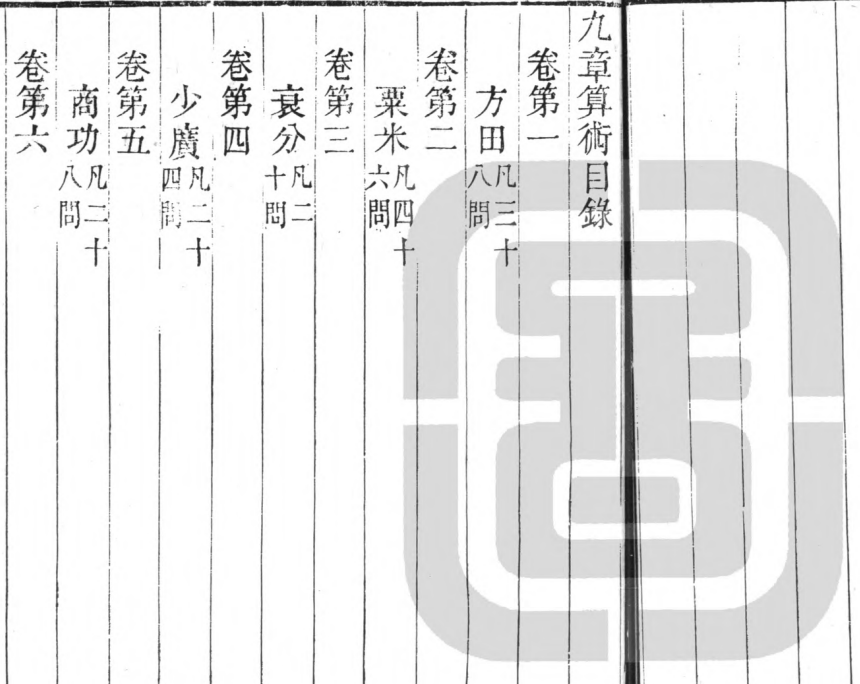 九章算術目錄
卷第一
方田凡三十八問
卷第二
粟米凡四十六問
卷第三
衰分凡二十問
卷第四
少廣凡二十四問
卷第五
商功凡二十八問
卷第六